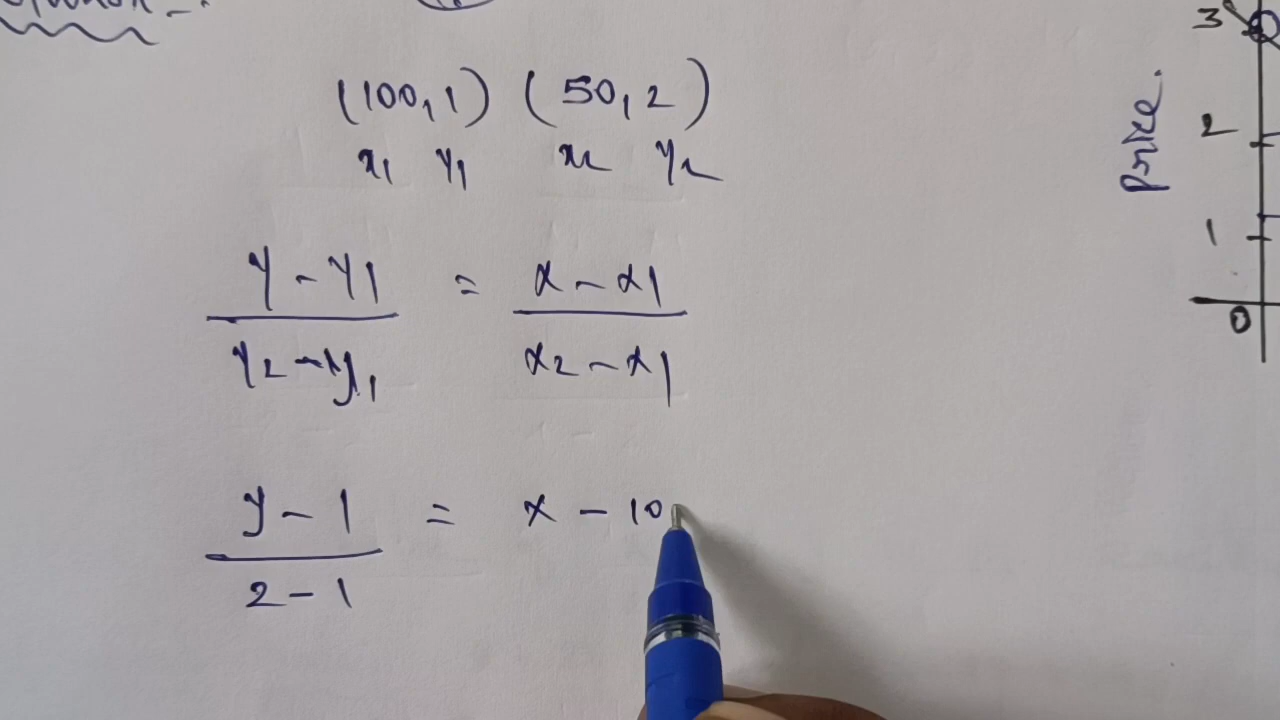 (100, 1) (50, 2)
x1 y1 x2 y2
y - y1 = x - x1
y2 - y1 x2 - x1
y - 1 = x - 10
2 - 1
3
2
1
0
price